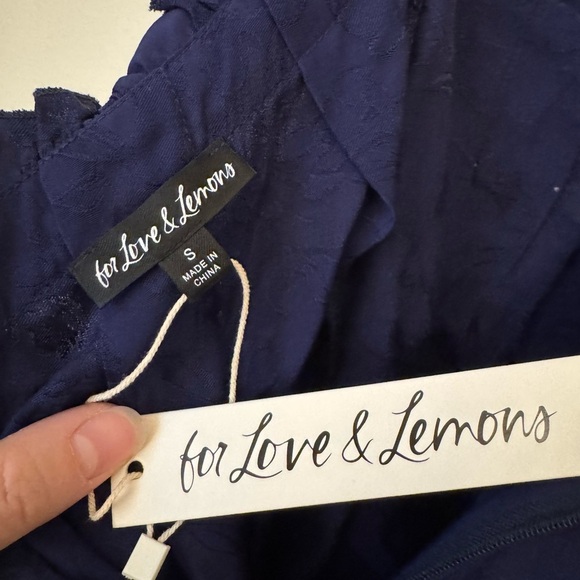 for Love & Lemons
S
MADE IN
CHINA
for Love & Lemons